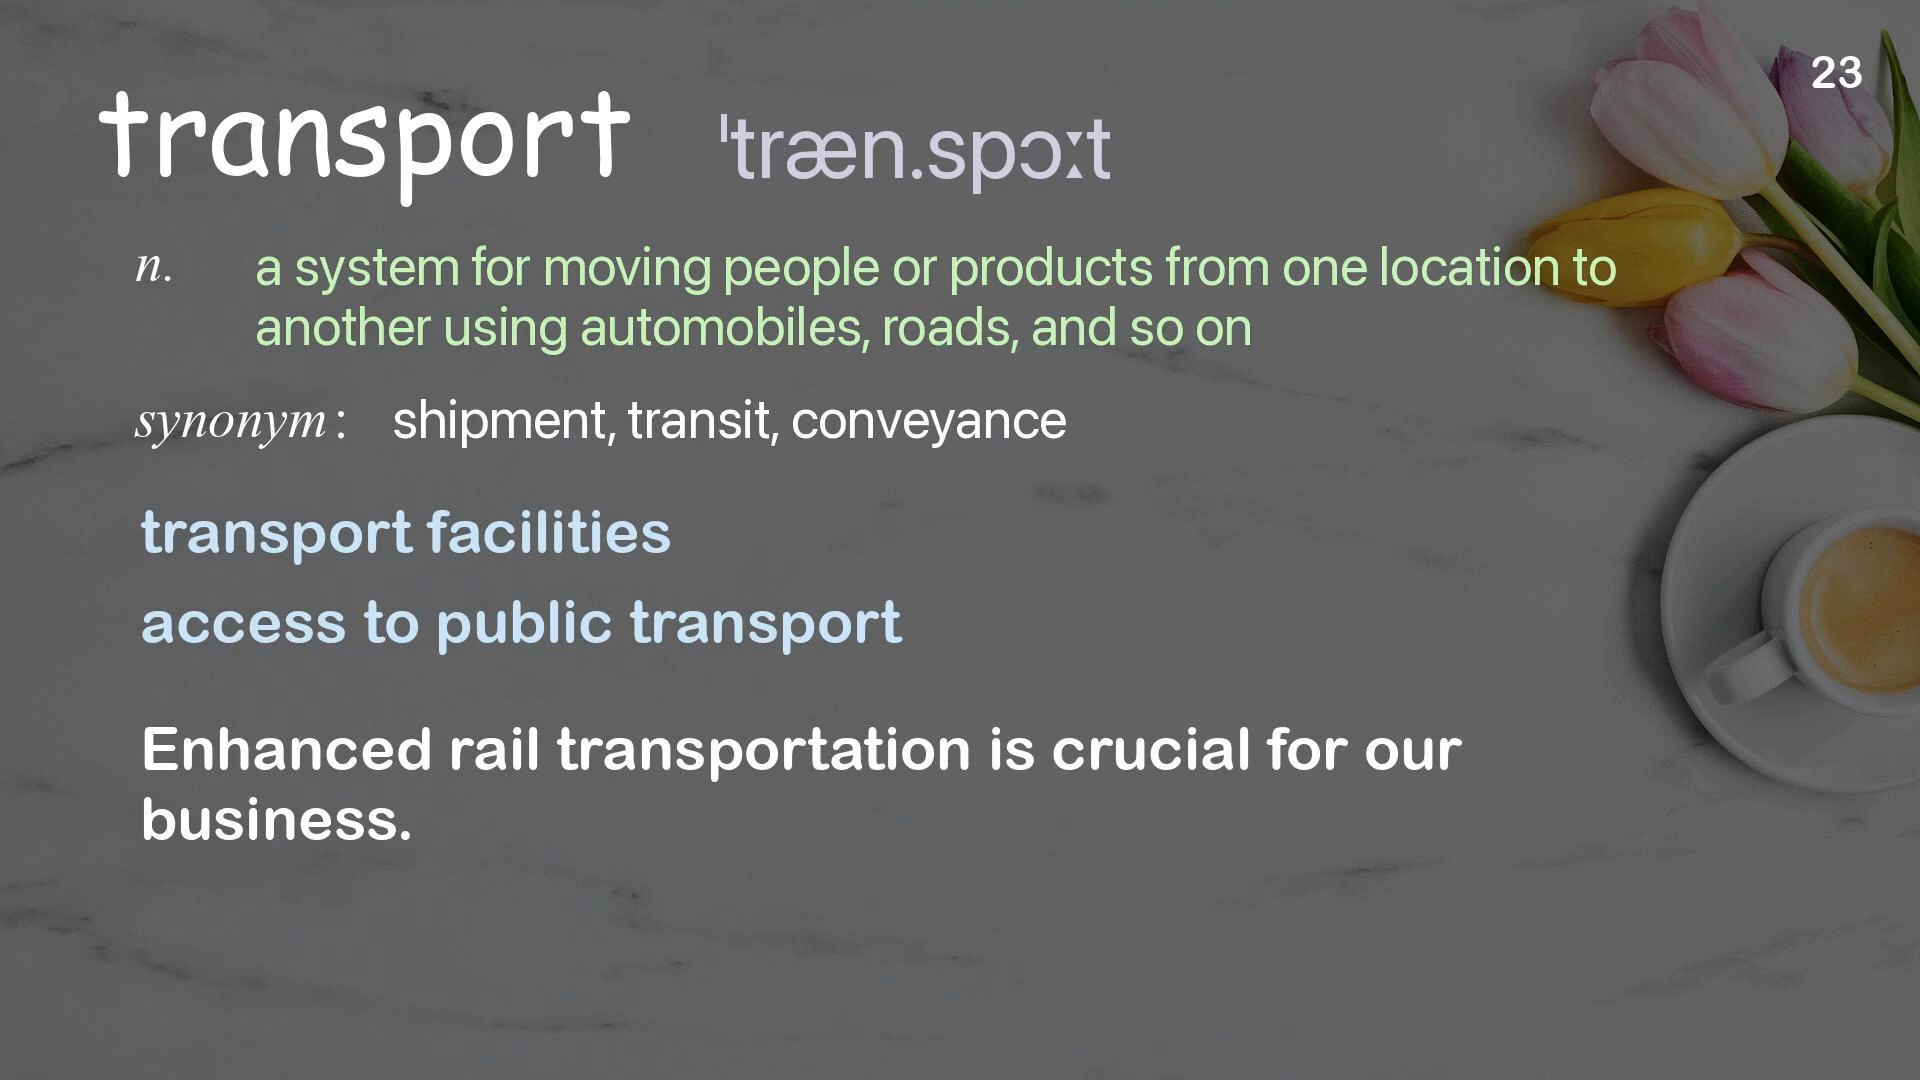 23
transport ˈtræn.spɔːt
n. a system for moving people or products from one location to
another using automobiles, roads, and so on
synonym: shipment, transit, conveyance
transport facilities
access to public transport
Enhanced rail transportation is crucial for our
business.